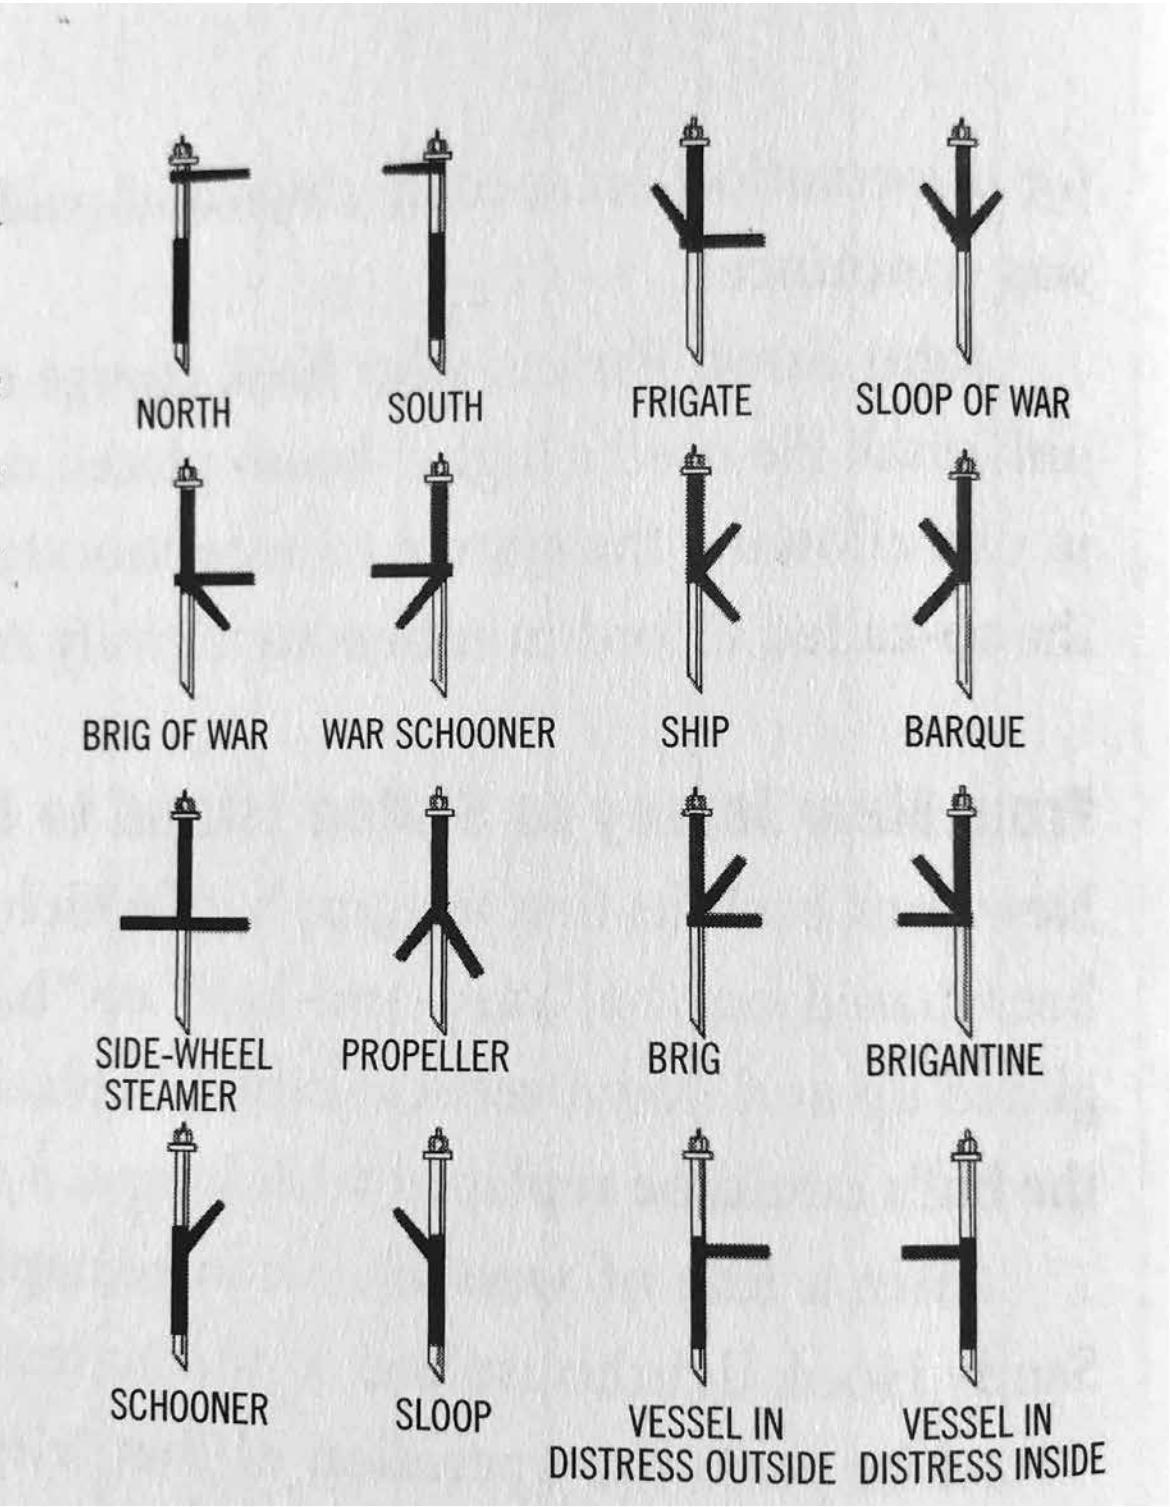 NORTH
SOUTH
FRIGATE
SLOOP OF WAR
BRIG OF WAR
WAR SCHOONER
SHIP
BARQUE
SIDE-WHEEL
STEAMER
PROPELLER
BRIG
BRIGANTINE
SCHOONER
SLOOP
VESSEL IN
DISTRESS OUTSIDE
VESSEL IN
DISTRESS INSIDE